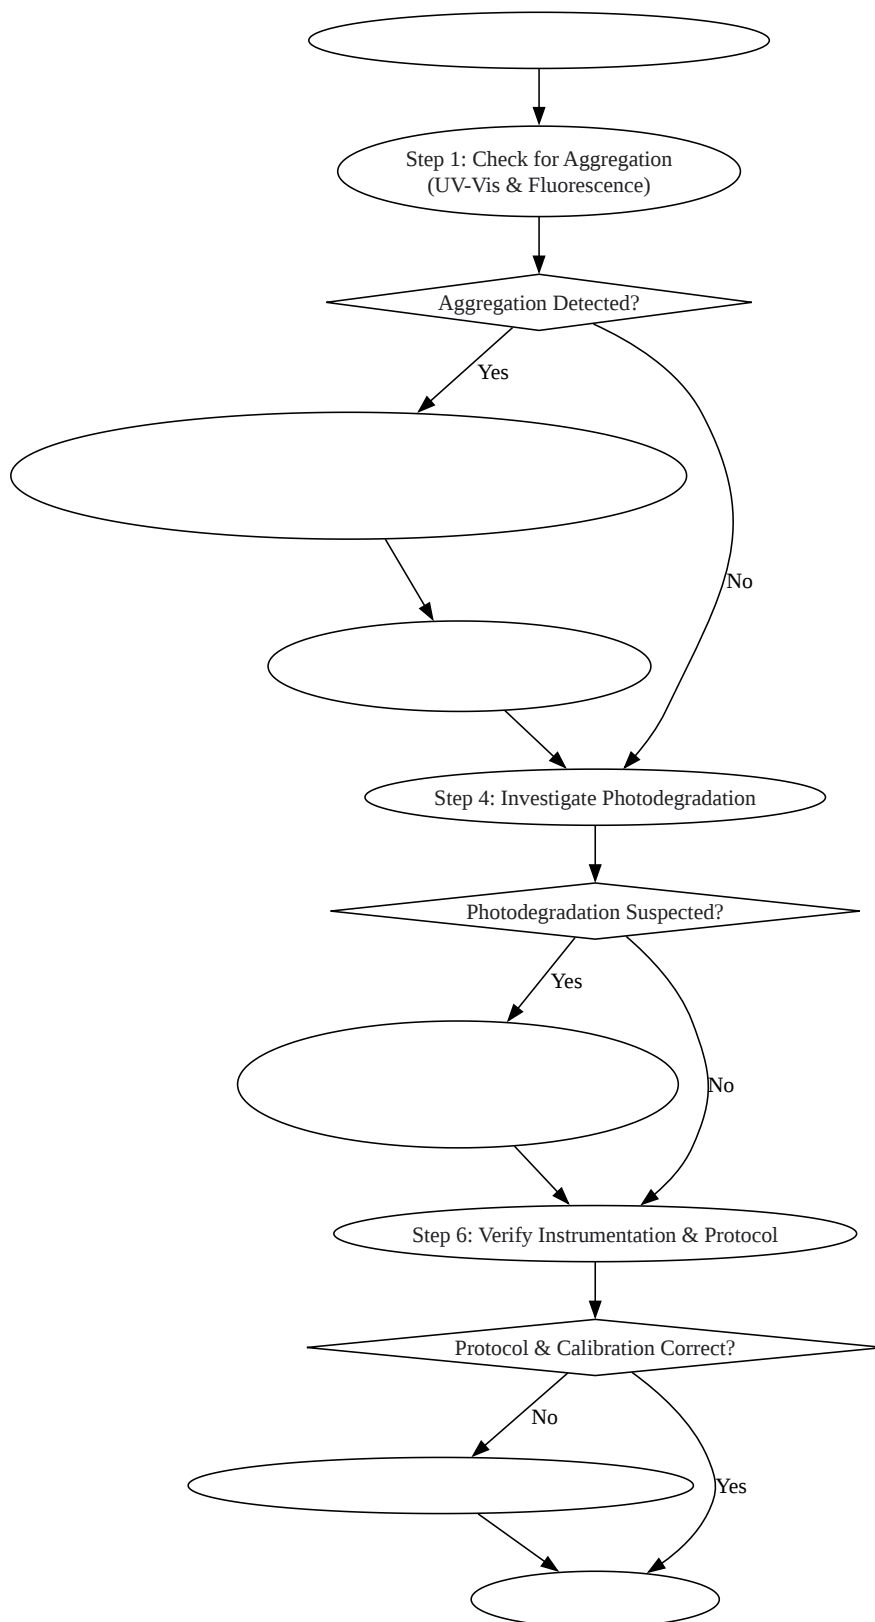 Step 1: Check for Aggregation
(UV-Vis & Fluorescence)
Aggregation Detected?
Yes
No
Step 4: Investigate Photodegradation
Photodegradation Suspected?
Yes
No
Step 6: Verify Instrumentation & Protocol
Protocol & Calibration Correct?
No
Yes